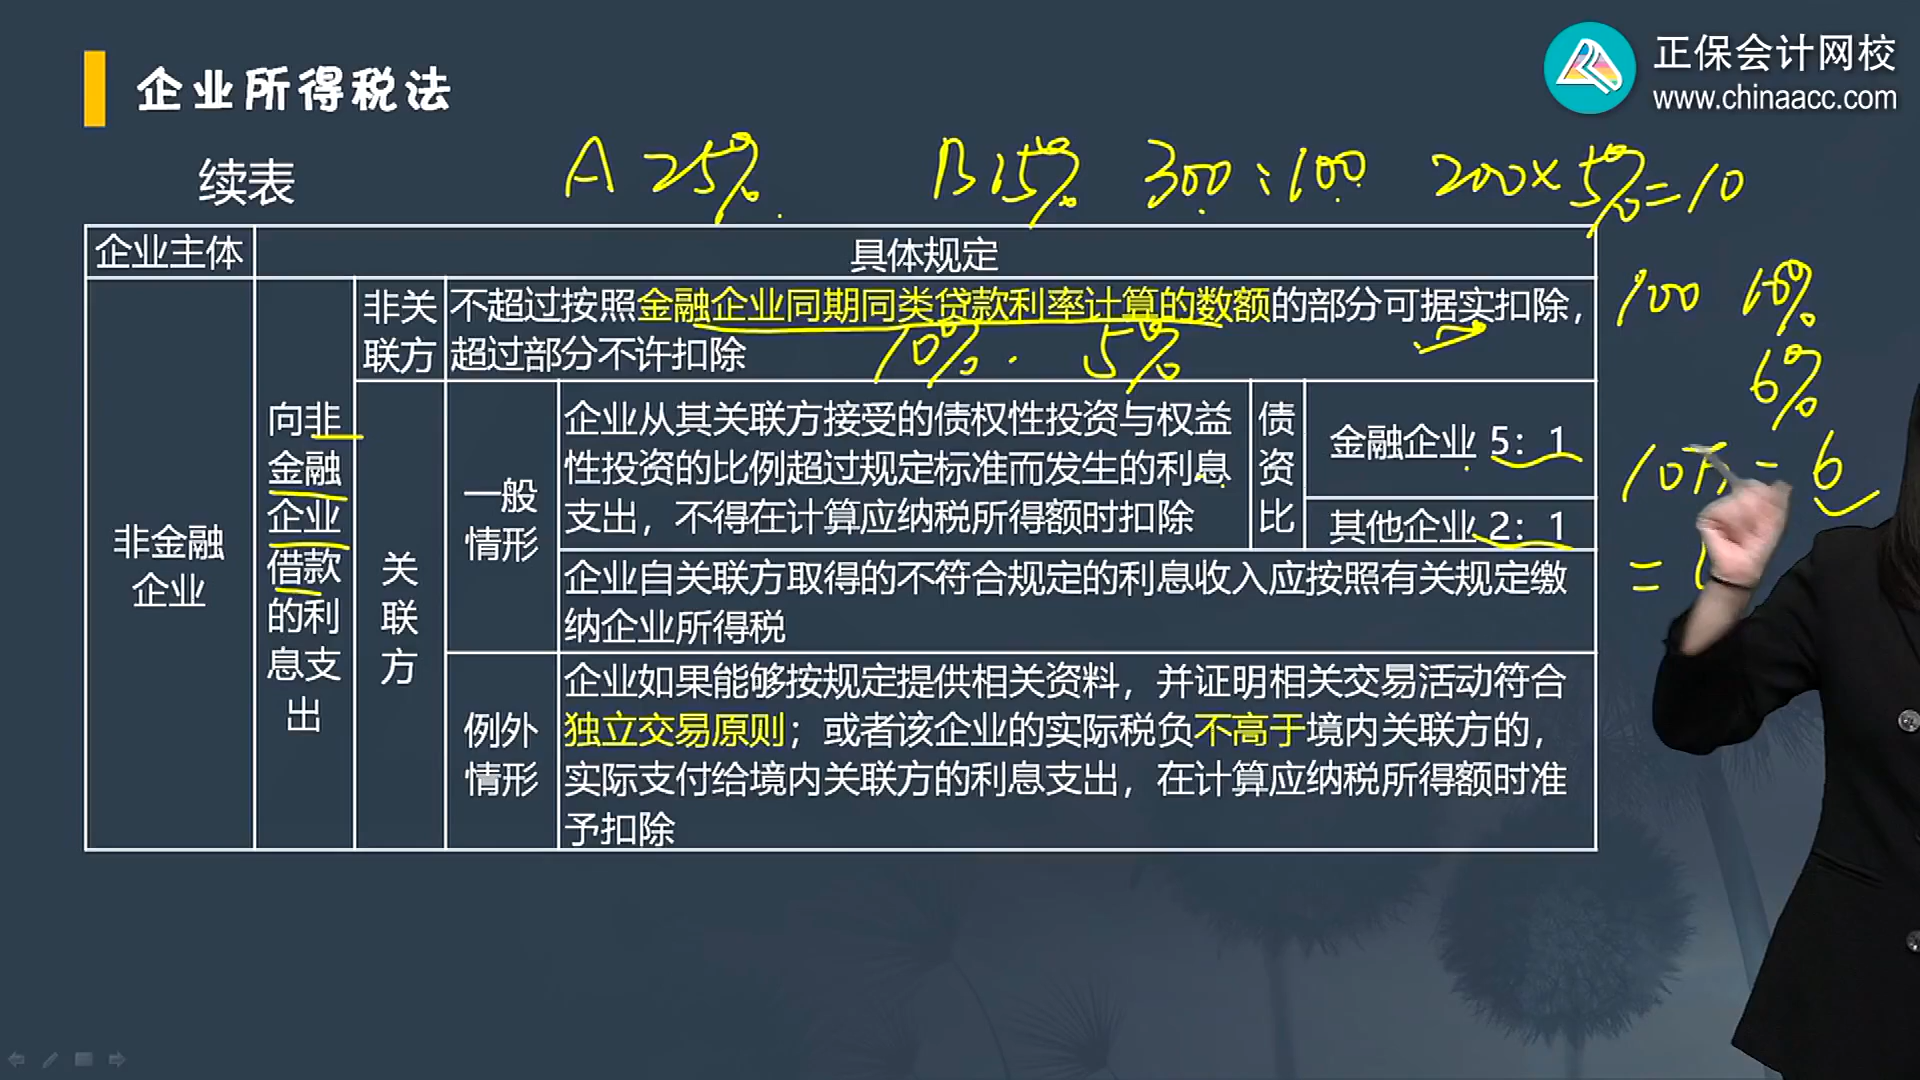 企业所得税法
正保会计网校
www.chinaacc.com
续表
A 25%
B 15%
300:100
200×5%=10
企业主体
具体规定
非金融
企业
向非
金融
企业
借款
的利
息支
出
非关
联方
不超过按照金融企业同期同类贷款利率计算的数额的部分可据实扣除，
超过部分不许扣除
10%. 5%
100 10%
6%
关
联
方
一般
情形
企业从其关联方接受的债权性投资与权益
性投资的比例超过规定标准而发生的利息
支出，不得在计算应纳税所得额时扣除
债
资
比
金融企业 5：1
其他企业 2：1
企业自关联方取得的不符合规定的利息收入应按照有关规定缴
纳企业所得税
例外
情形
企业如果能够按规定提供相关资料，并证明相关交易活动符合
独立交易原则；或者该企业的实际税负不高于境内关联方的，
实际支付给境内关联方的利息支出，在计算应纳税所得额时准
予扣除